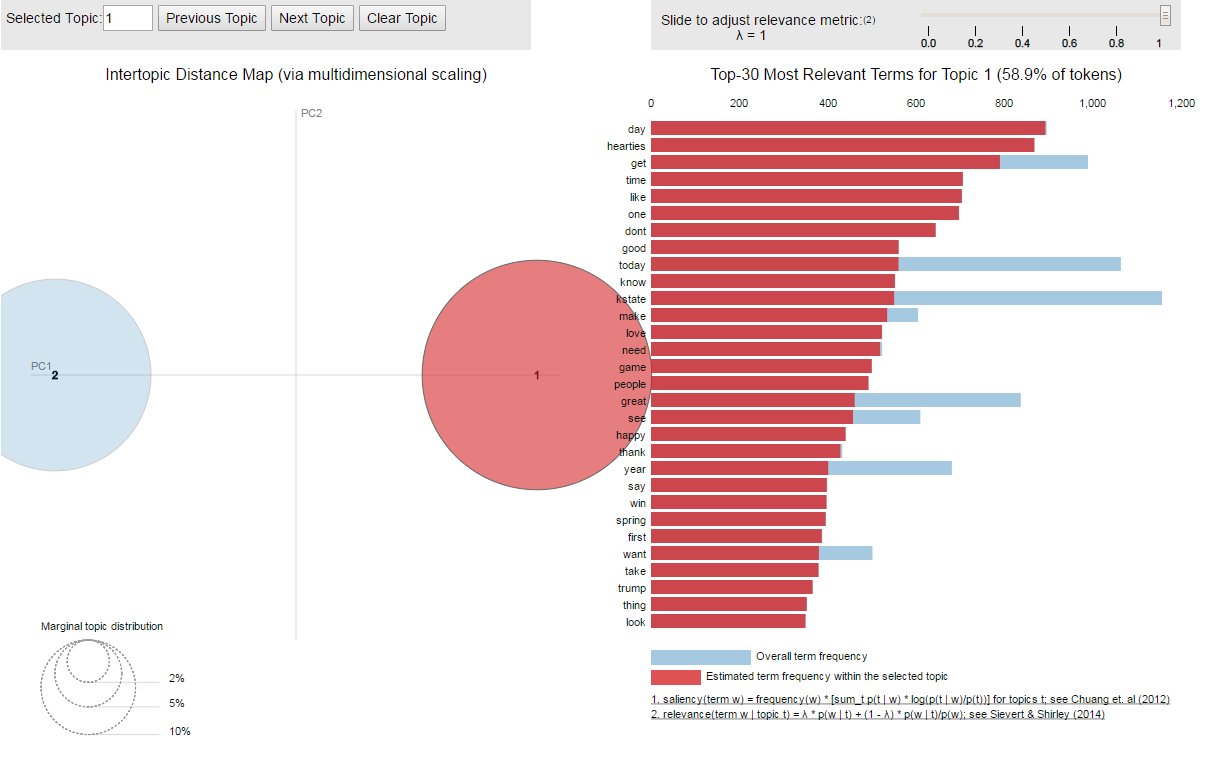 Selected Topic: 1 Previous Topic Next Topic Clear Topic
Slide to adjust relevance metric:(2)
λ = 1
0.0 0.2 0.4 0.6 0.8 1
Intertopic Distance Map (via multidimensional scaling)
PC2
PC1
2
1
Marginal topic distribution
2%
5%
10%
Top-30 Most Relevant Terms for Topic 1 (58.9% of tokens)
0 200 400 600 800 1,000 1,200
day
hearties
get
time
like
one
dont
good
today
know
kstate
make
love
need
game
people
great
see
happy
thank
year
say
win
spring
first
want
take
trump
thing
look
Overall term frequency
Estimated term frequency within the selected topic
1. saliency(term w) = frequency(w) * [sum_t p(t | w) * log(p(t | w)/p(t))] for topics t; see Chuang et. al (2012)
2. relevance(term w | topic t) = λ * p(w | t) + (1 - λ) * p(w | t)/p(w); see Sievert & Shirley (2014)